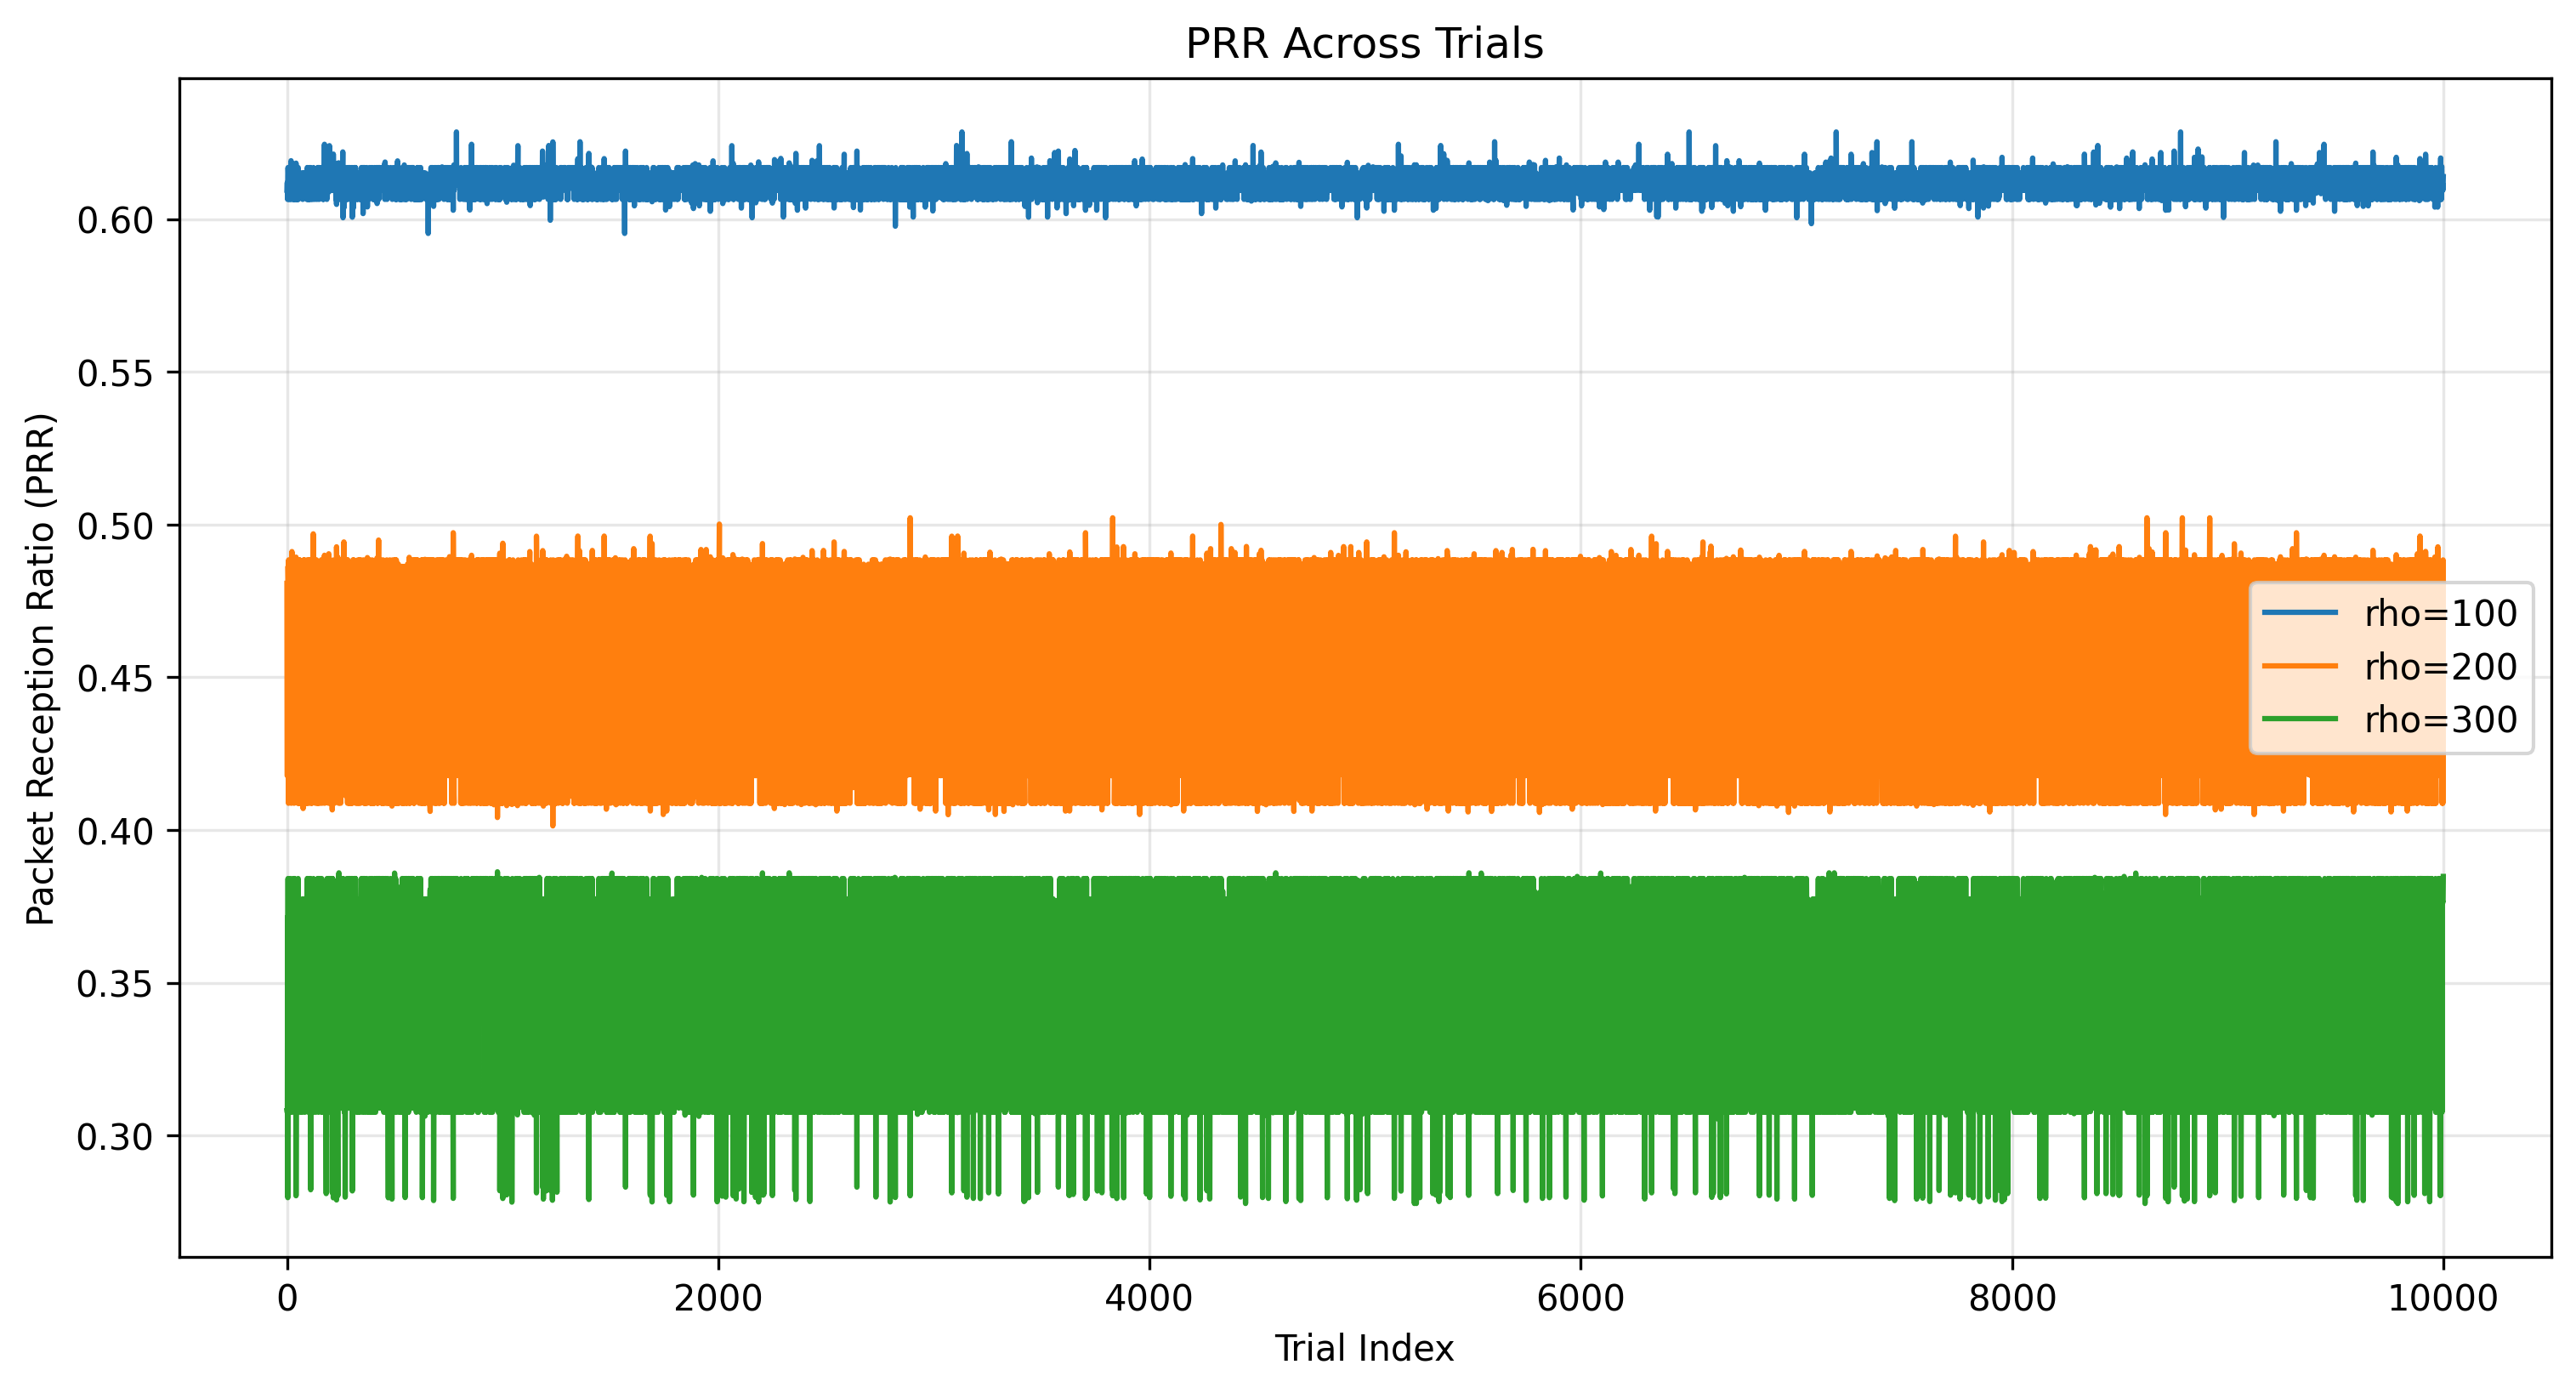 PRR Across Trials
Packet Reception Ratio (PRR)
0.60
0.55
0.50
0.45
0.40
0.35
0.30
rho=100
rho=200
rho=300
0
2000
4000
6000
8000
10000
Trial Index